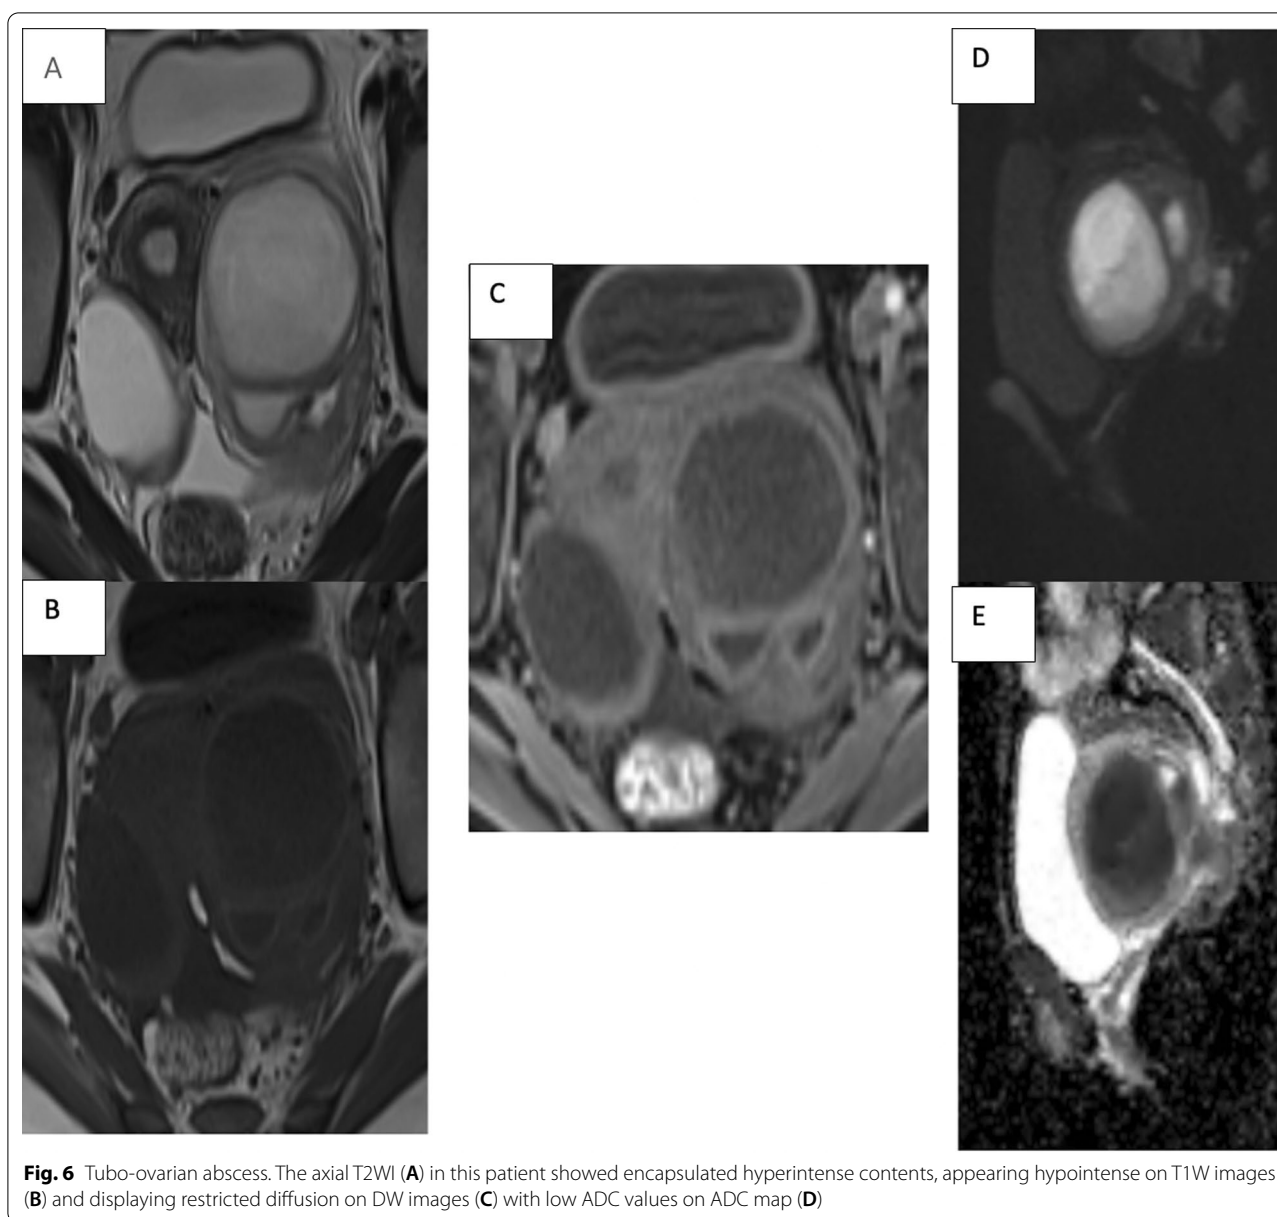 A
D
C
B
E
Fig. 6 Tubo-ovarian abscess. The axial T2WI (A) in this patient showed encapsulated hyperintense contents, appearing hypointense on T1W images
(B) and displaying restricted diffusion on DW images (C) with low ADC values on ADC map (D)